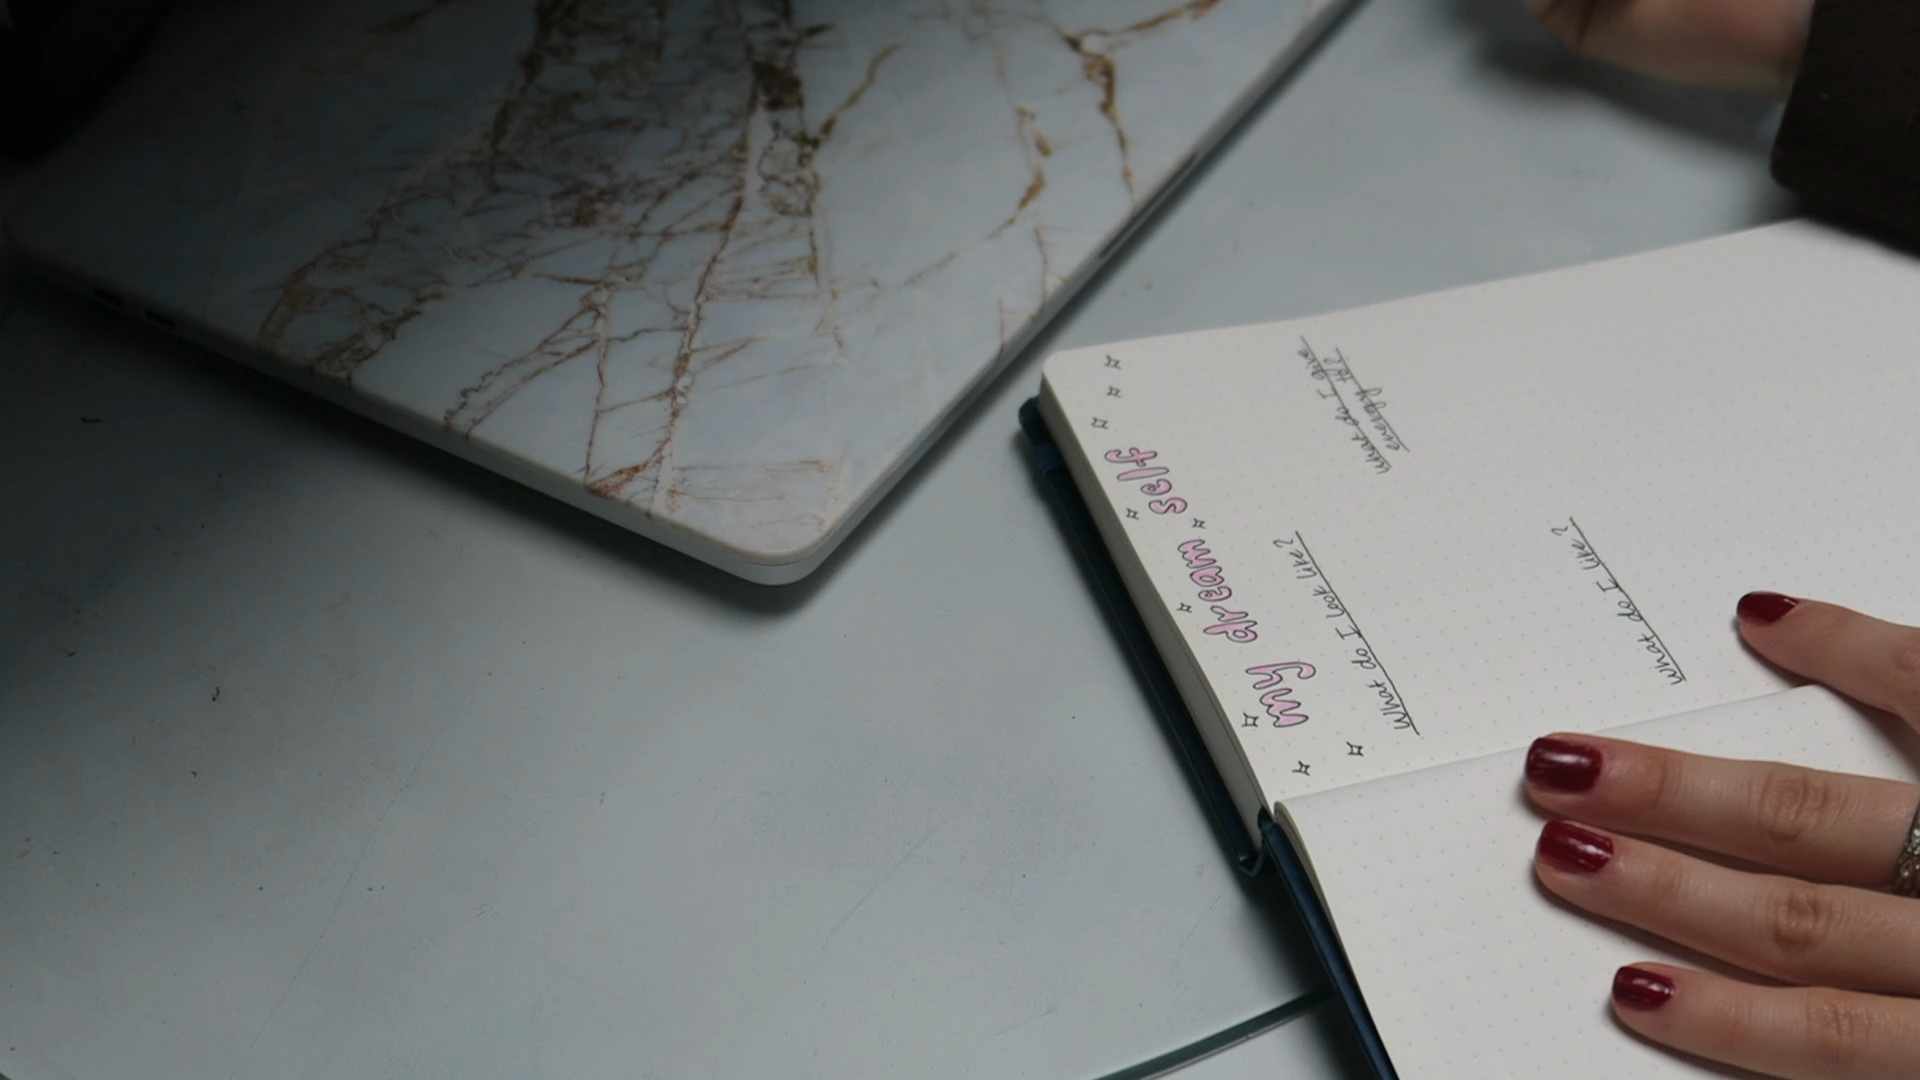 my dream self
What do I look like?
What do I give
energy to?
What do I like?